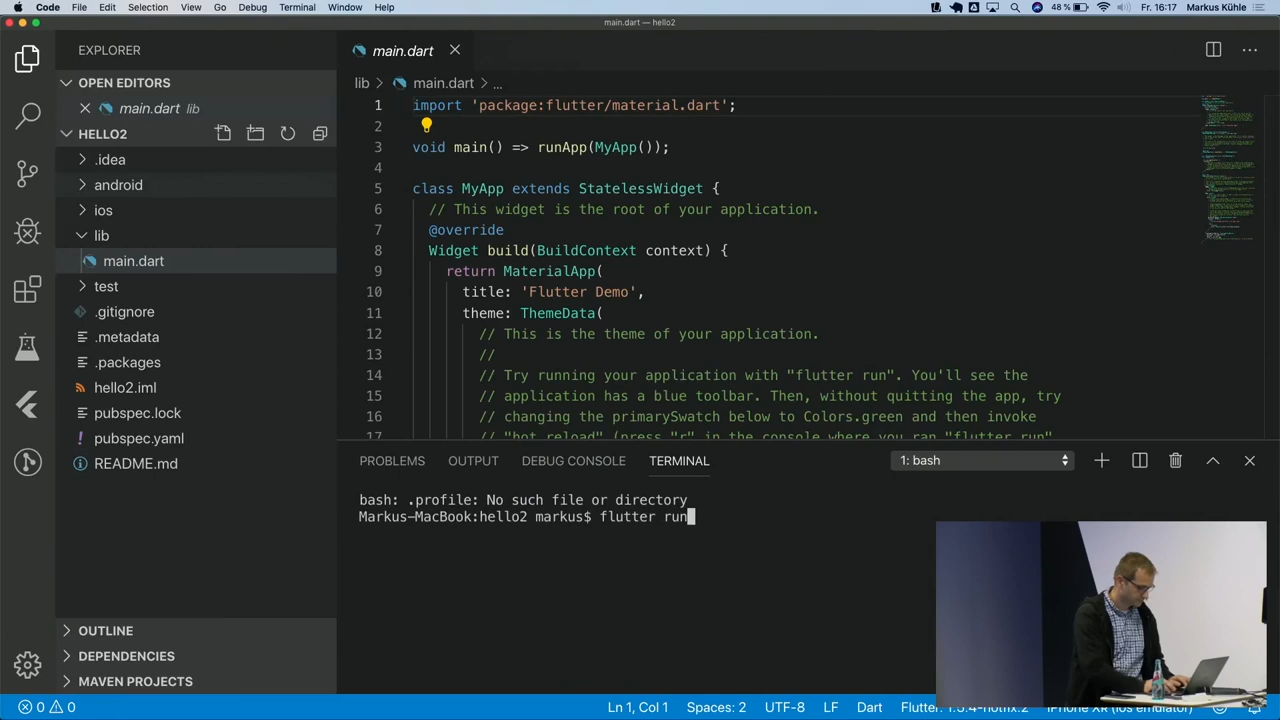 Code File Edit Selection View Go Debug Terminal Window Help 48 % Fr. 16:17 Markus Kühle
main.dart — hello2
EXPLORER
OPEN EDITORS
main.dart lib
HELLO2
.idea
android
ios
lib
main.dart
test
.gitignore
.metadata
.packages
hello2.iml
pubspec.lock
pubspec.yaml
README.md
OUTLINE
DEPENDENCIES
MAVEN PROJECTS
main.dart
lib > main.dart > ...
1 import 'package:flutter/material.dart';
2
3 void main() => runApp(MyApp());
4
5 class MyApp extends StatelessWidget {
6 // This widget is the root of your application.
7 @override
8 Widget build(BuildContext context) {
9 return MaterialApp(
10 title: 'Flutter Demo',
11 theme: ThemeData(
12 // This is the theme of your application.
13 //
14 // Try running your application with "flutter run". You'll see the
15 // application has a blue toolbar. Then, without quitting the app, try
16 // changing the primarySwatch below to Colors.green and then invoke
17 // "hot reload" (press "r" in the console where you ran "flutter run"
PROBLEMS OUTPUT DEBUG CONSOLE TERMINAL 1: bash
bash: .profile: No such file or directory
Markus-MacBook:hello2 markus$ flutter run
0 0 Ln 1, Col 1 Spaces: 2 UTF-8 LF Dart Flutter: 1.5.4-hotfix.2 iPhone XR (ios emulator)